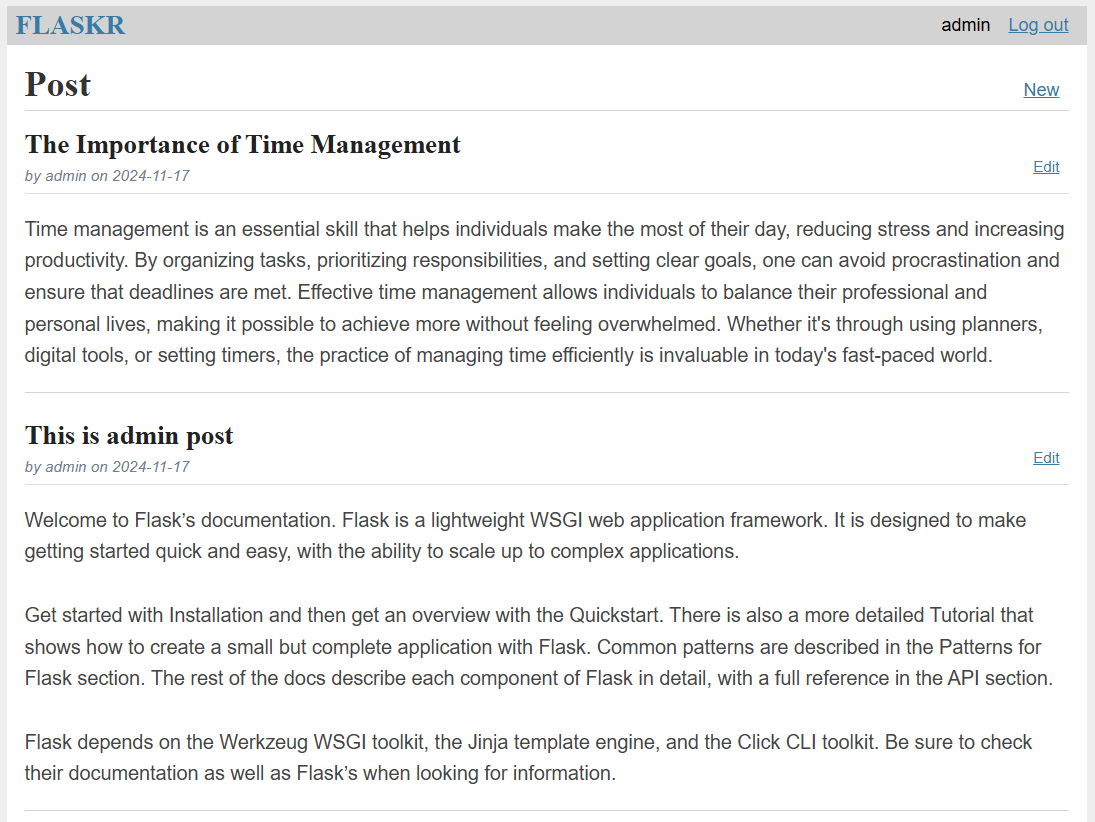 FLASKR
admin Log out
Post
New
The Importance of Time Management
by admin on 2024-11-17
Edit
Time management is an essential skill that helps individuals make the most of their day, reducing stress and increasing
productivity. By organizing tasks, prioritizing responsibilities, and setting clear goals, one can avoid procrastination and
ensure that deadlines are met. Effective time management allows individuals to balance their professional and
personal lives, making it possible to achieve more without feeling overwhelmed. Whether it's through using planners,
digital tools, or setting timers, the practice of managing time efficiently is invaluable in today's fast-paced world.
This is admin post
by admin on 2024-11-17
Edit
Welcome to Flask’s documentation. Flask is a lightweight WSGI web application framework. It is designed to make
getting started quick and easy, with the ability to scale up to complex applications.
Get started with Installation and then get an overview with the Quickstart. There is also a more detailed Tutorial that
shows how to create a small but complete application with Flask. Common patterns are described in the Patterns for
Flask section. The rest of the docs describe each component of Flask in detail, with a full reference in the API section.
Flask depends on the Werkzeug WSGI toolkit, the Jinja template engine, and the Click CLI toolkit. Be sure to check
their documentation as well as Flask’s when looking for information.